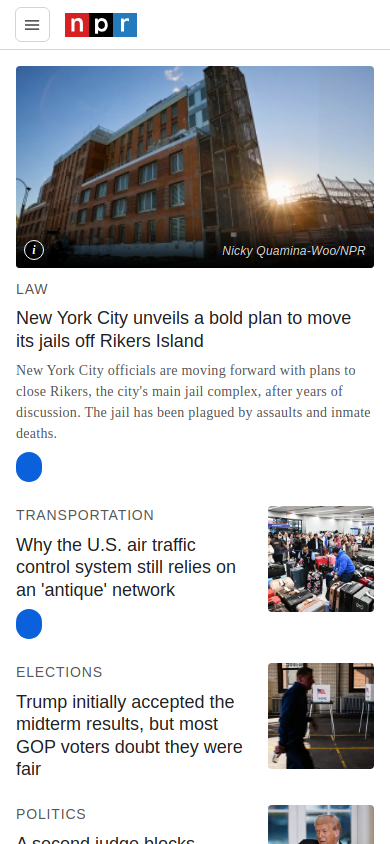 npr
Nicky Quamina-Woo/NPR
i
LAW
New York City unveils a bold plan to move
its jails off Rikers Island
New York City officials are moving forward with plans to
close Rikers, the city's main jail complex, after years of
discussion. The jail has been plagued by assaults and inmate
deaths.
TRANSPORTATION
Why the U.S. air traffic
control system still relies on
an 'antique' network
ELECTIONS
Trump initially accepted the
midterm results, but most
GOP voters doubt they were
fair
POLITICS
A second judge blocks